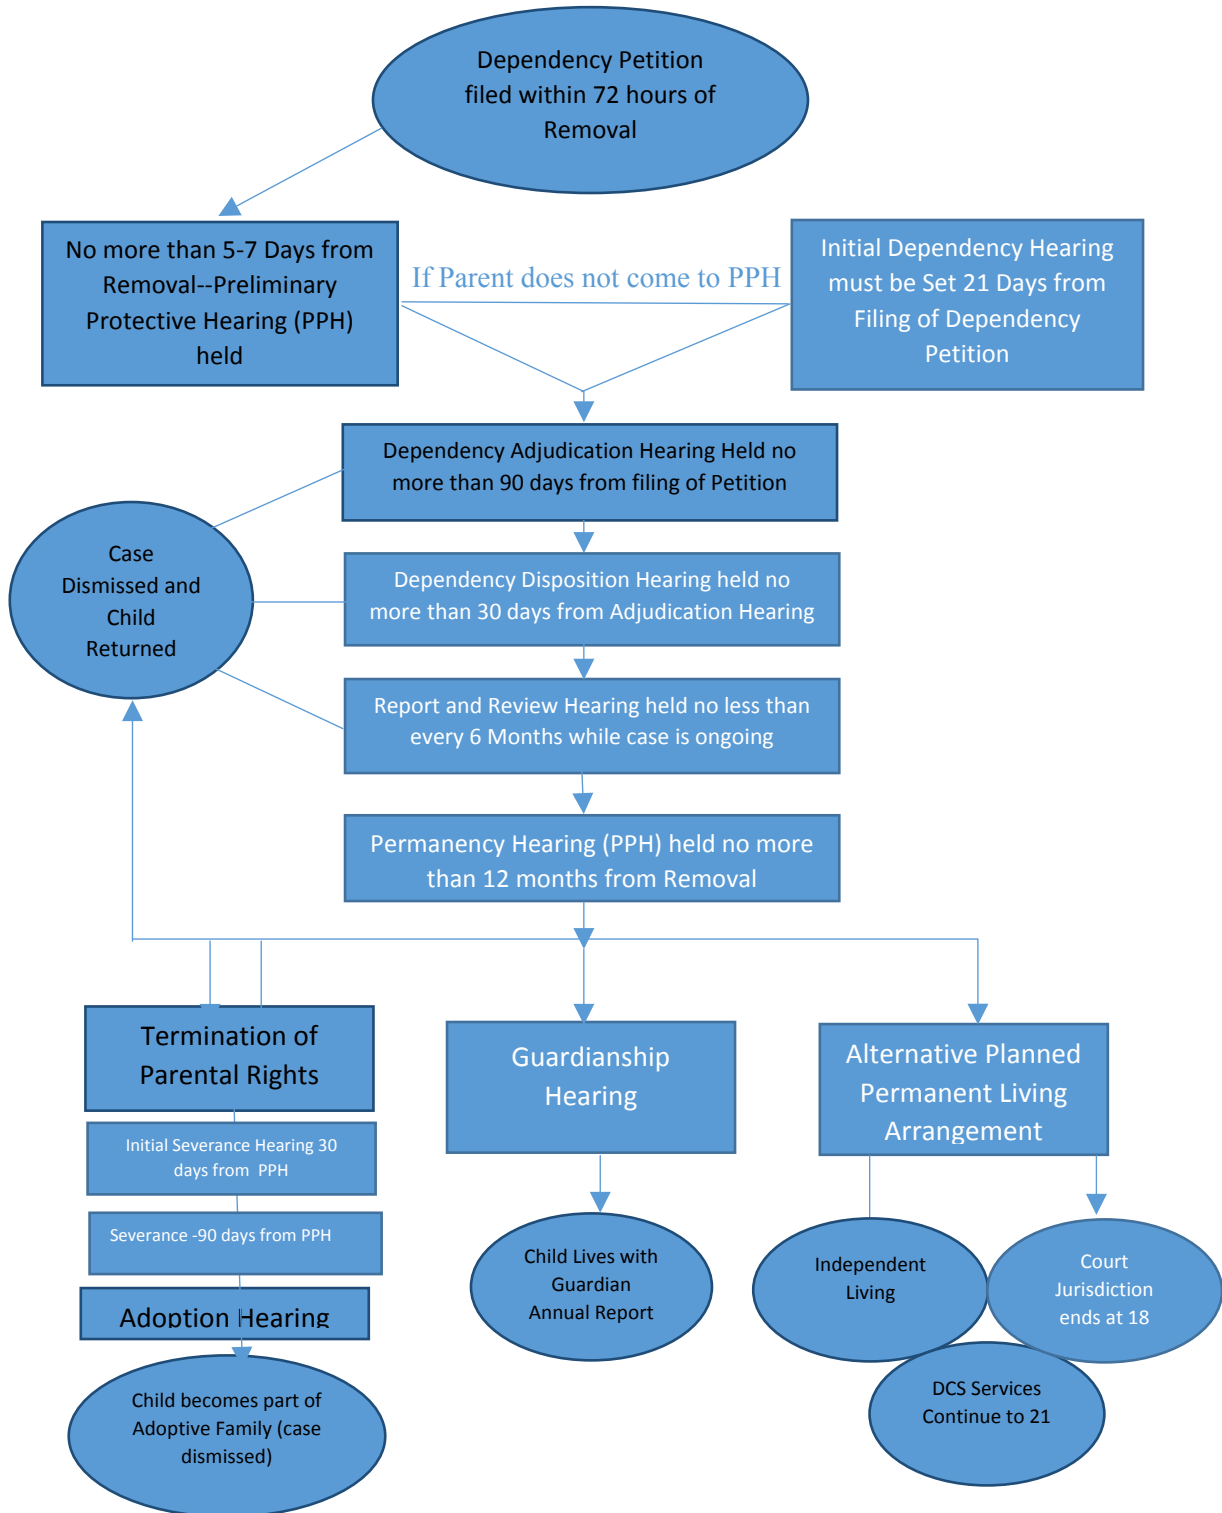 Dependency Petition
filed within 72 hours of
Removal
No more than 5-7 Days from
Removal--Preliminary
Protective Hearing (PPH)
held
If Parent does not come to PPH
Initial Dependency Hearing
must be Set 21 Days from
Filing of Dependency
Petition
Dependency Adjudication Hearing Held no
more than 90 days from filing of Petition
Case
Dismissed and
Child
Returned
Dependency Disposition Hearing held no
more than 30 days from Adjudication Hearing
Report and Review Hearing held no less than
every 6 Months while case is ongoing
Permanency Hearing (PPH) held no more
than 12 months from Removal
Termination of
Parental Rights
Initial Severance Hearing 30
days from PPH
Severance -90 days from PPH
Adoption Hearing
Child becomes part of
Adoptive Family (case
dismissed)
Guardianship
Hearing
Child Lives with
Guardian
Annual Report
Alternative Planned
Permanent Living
Arrangement
Independent
Living
Court
Jurisdiction
ends at 18
DCS Services
Continue to 21